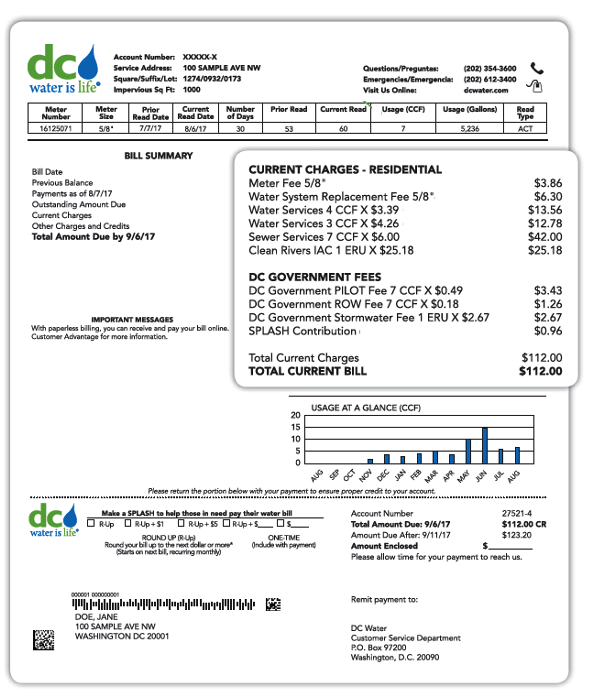 dc
water is life®
Account Number: XXXXX-X
Service Address: 100 SAMPLE AVE NW
Square/Suffix/Lot: 1274/0932/0173
Impervious Sq Ft: 1000
Questions/Preguntas: (202) 354-3600
Emergencies/Emergencia: (202) 612-3400
Visit Us Online: dcwater.com
Meter Number Meter Size Prior Read Date Current Read Date Number of Days Prior Read Current Read Usage (CCF) Usage (Gallons) Read Type
16125071 5/8" 7/7/17 8/6/17 30 53 60 7 5,236 ACT
BILL SUMMARY
Bill Date
Previous Balance
Payments as of 8/7/17
Outstanding Amount Due
Current Charges
Other Charges and Credits
Total Amount Due by 9/6/17
IMPORTANT MESSAGES
With paperless billing, you can receive and pay your bill online.
Customer Advantage for more information.
CURRENT CHARGES - RESIDENTIAL
Meter Fee 5/8" $3.86
Water System Replacement Fee 5/8" $6.30
Water Services 4 CCF X $3.39 $13.56
Water Services 3 CCF X $4.26 $12.78
Sewer Services 7 CCF X $6.00 $42.00
Clean Rivers IAC 1 ERU X $25.18 $25.18
DC GOVERNMENT FEES
DC Government PILOT Fee 7 CCF X $0.49 $3.43
DC Government ROW Fee 7 CCF X $0.18 $1.26
DC Government Stormwater Fee 1 ERU X $2.67 $2.67
SPLASH Contribution $0.96
Total Current Charges $112.00
TOTAL CURRENT BILL $112.00
USAGE AT A GLANCE (CCF)
20
15
10
5
0
AUG SEP OCT NOV DEC JAN FEB MAR APR MAY JUN JUL AUG
Please return the portion below with your payment to ensure proper credit to your account.
dc
water is life®
Make a SPLASH to help those in need pay their water bill
R-Up R-Up + $1 R-Up + $5 R-Up + $___ $___
ROUND UP (R-Up)
Round your bill up to the next dollar or more*
(Starts on next bill, recurring monthly)
ONE-TIME
(Include with payment)
Account Number 27521-4
Total Amount Due: 9/6/17 $112.00 CR
Amount Due After: 9/11/17 $123.20
Amount Enclosed $________
Please allow time for your payment to reach us.
000001 000000001
DOE, JANE
100 SAMPLE AVE NW
WASHINGTON DC 20001
Remit payment to:
DC Water
Customer Service Department
P.O. Box 97200
Washington, D.C. 20090